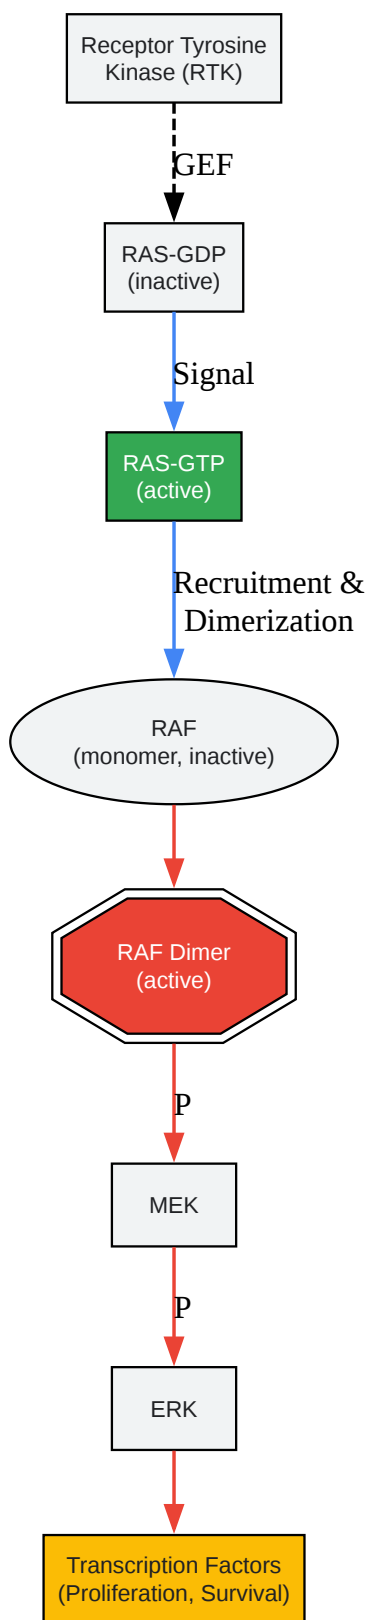 Receptor Tyrosine
Kinase (RTK)
GEF
RAS-GDP
(inactive)
Signal
RAS-GTP
(active)
Recruitment &
Dimerization
RAF
(monomer, inactive)
RAF Dimer
(active)
P
MEK
P
ERK
Transcription Factors
(Proliferation, Survival)